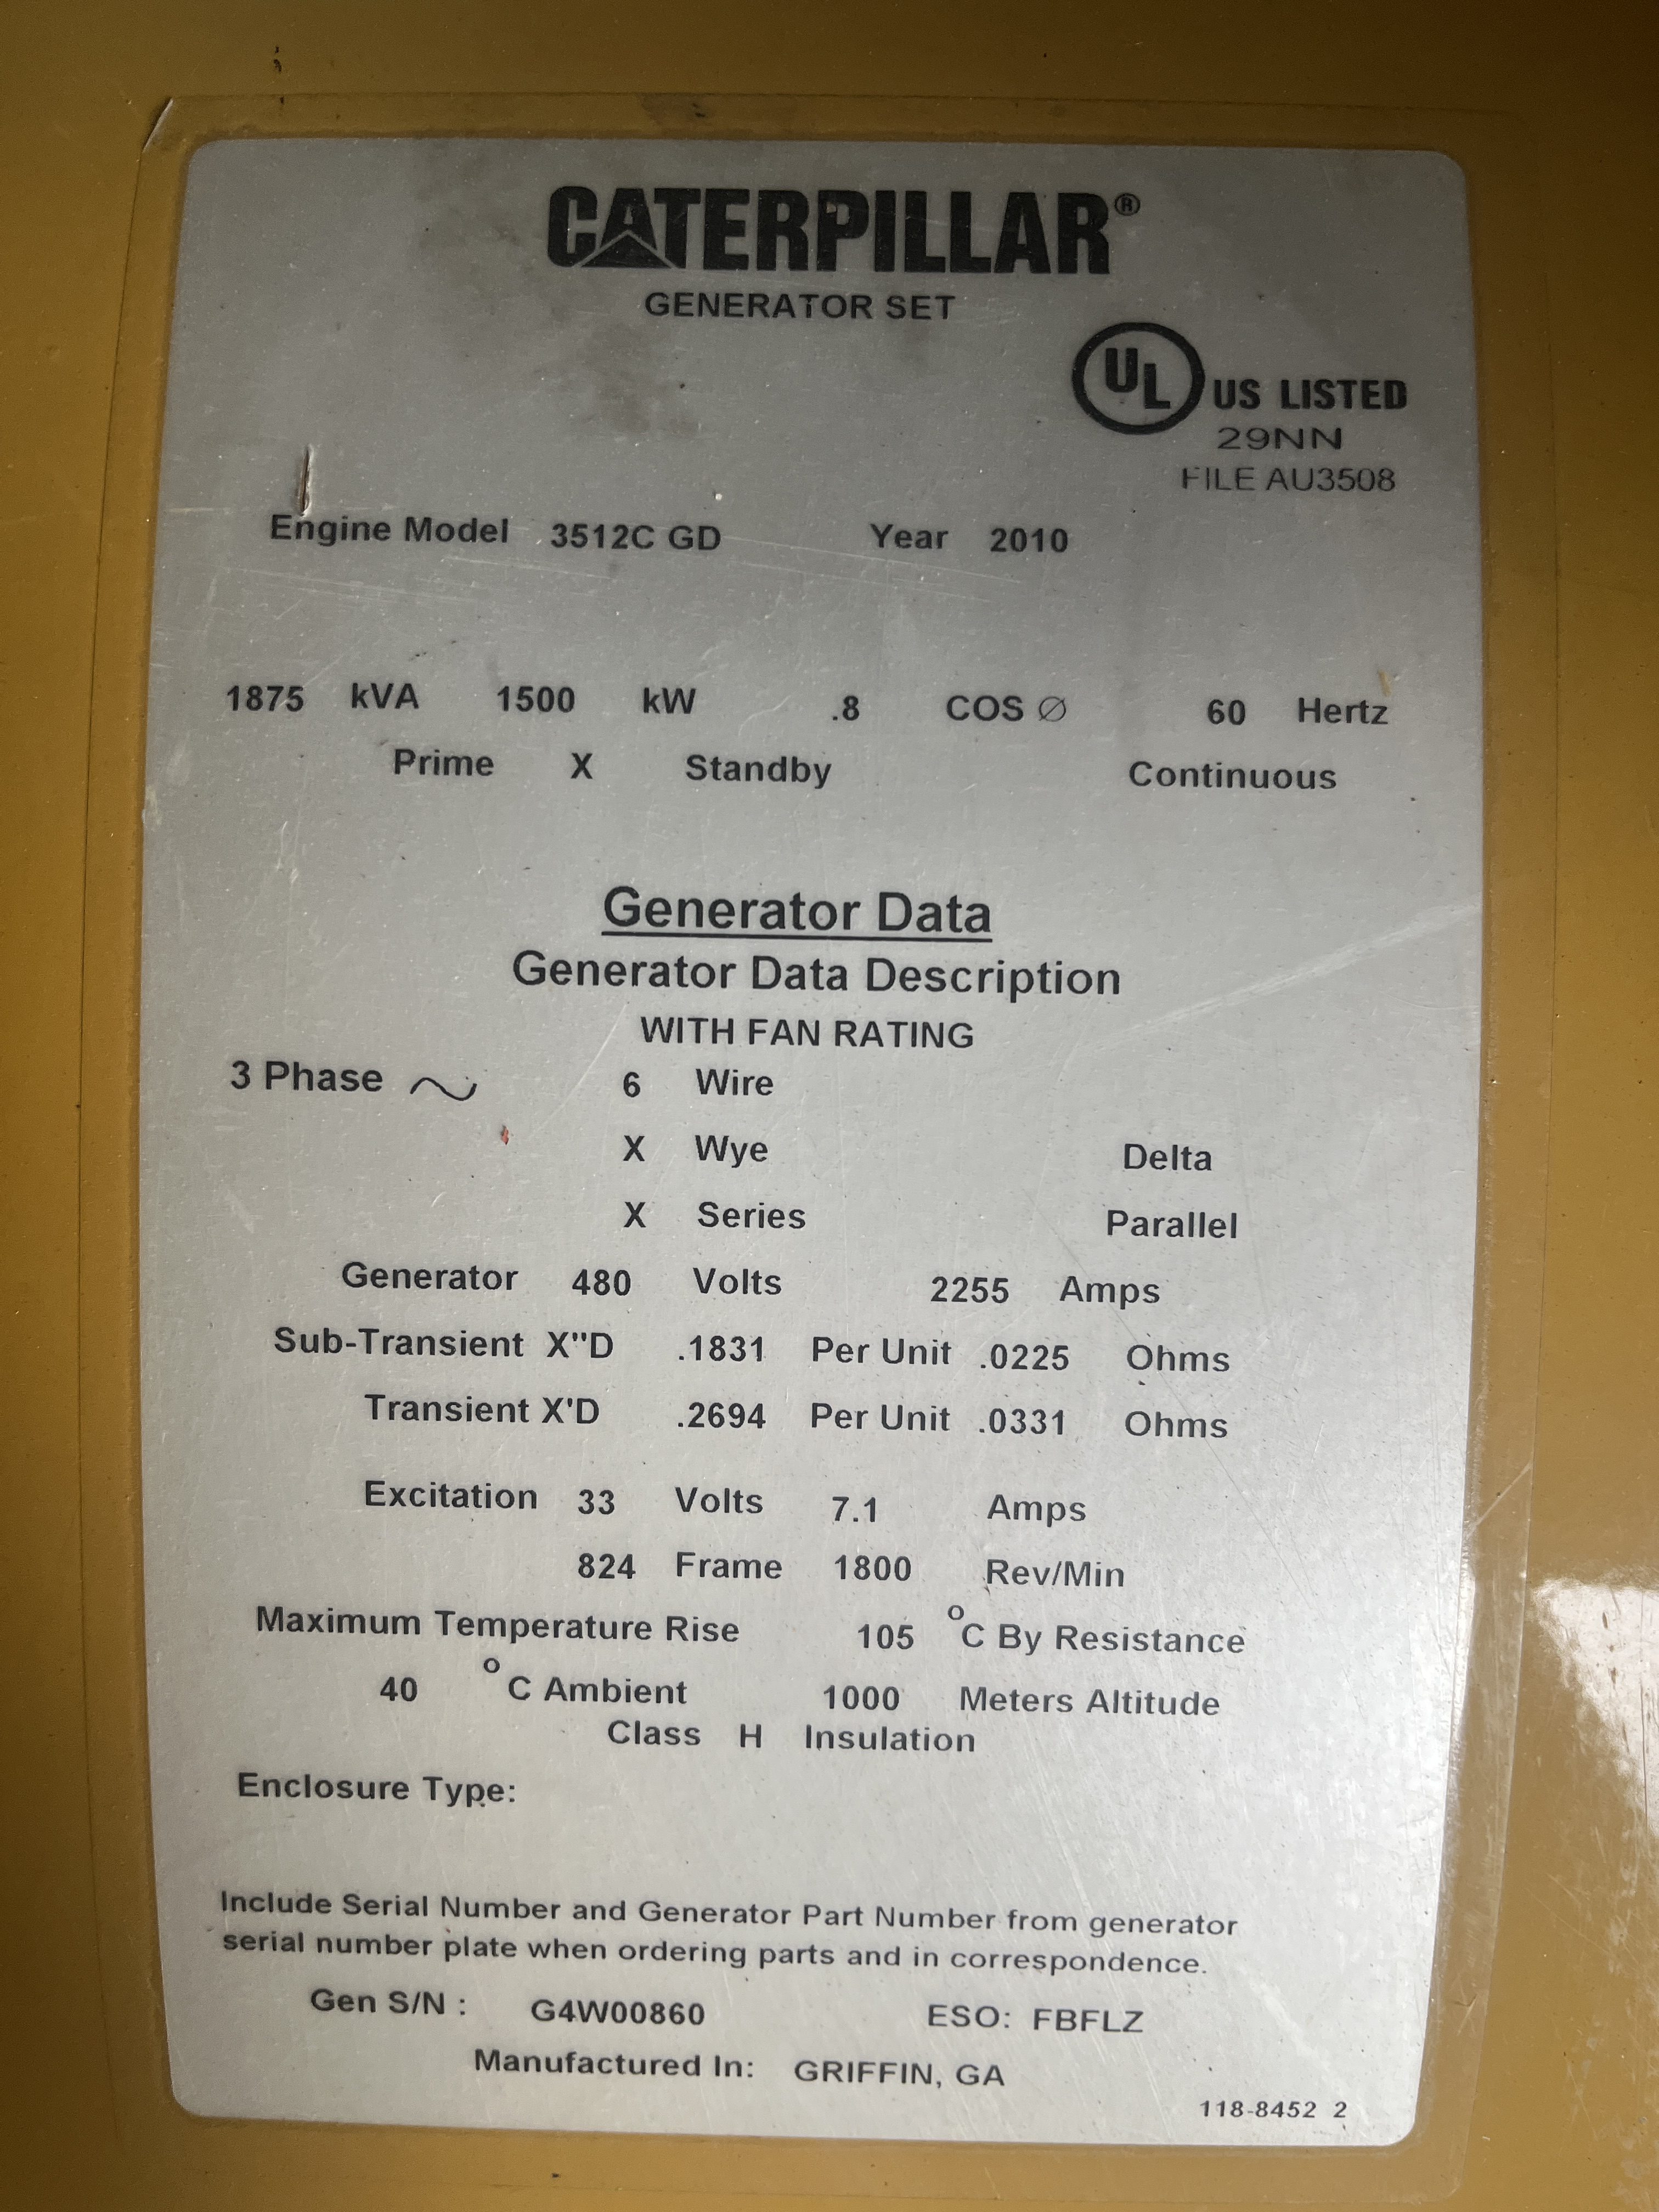 CATERPILLAR®
GENERATOR SET
UL US LISTED
29NN
FILE AU3508
Engine Model 3512C GD Year 2010
1875 kVA 1500 kW .8 COS Ø 60 Hertz
Prime X Standby Continuous
Generator Data
Generator Data Description
WITH FAN RATING
3 Phase ~ 6 Wire
X Wye Delta
X Series Parallel
Generator 480 Volts 2255 Amps
Sub-Transient X"D .1831 Per Unit .0225 Ohms
Transient X'D .2694 Per Unit .0331 Ohms
Excitation 33 Volts 7.1 Amps
824 Frame 1800 Rev/Min
Maximum Temperature Rise 105 °C By Resistance
40 °C Ambient 1000 Meters Altitude
Class H Insulation
Enclosure Type:
Include Serial Number and Generator Part Number from generator
serial number plate when ordering parts and in correspondence.
Gen S/N : G4W00860 ESO: FBFLZ
Manufactured In: GRIFFIN, GA
118-8452 2